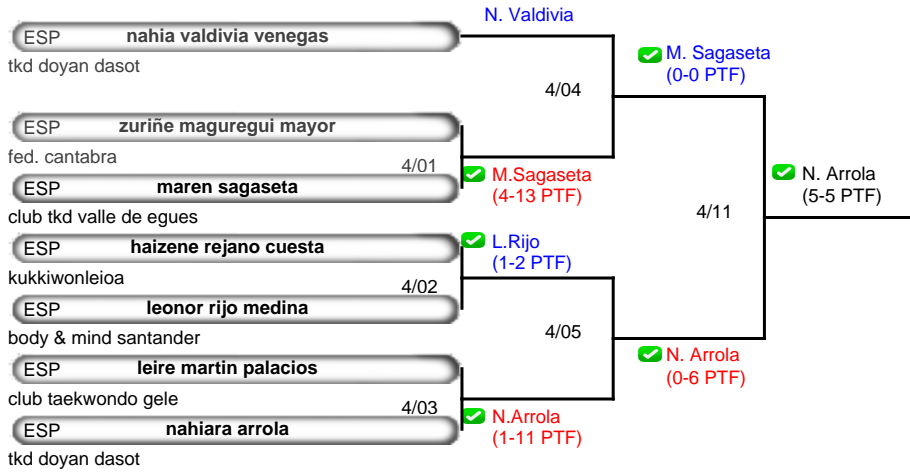 N. Valdivia
ESP nahia valdivia venegas
tkd doyan dasot
M. Sagaseta
(0-0 PTF)
4/04
ESP zuriñe maguregui mayor
fed. cantabra
4/01
ESP maren sagaseta
club tkd valle de egues
M.Sagaseta
(4-13 PTF)
N. Arrola
(5-5 PTF)
4/11
ESP haizene rejano cuesta
kukkiwonleioa
L.Rijo
(1-2 PTF)
4/02
ESP leonor rijo medina
body & mind santander
4/05
ESP leire martin palacios
club taekwondo gele
N. Arrola
(0-6 PTF)
4/03
ESP nahiara arrola
tkd doyan dasot
N.Arrola
(1-11 PTF)